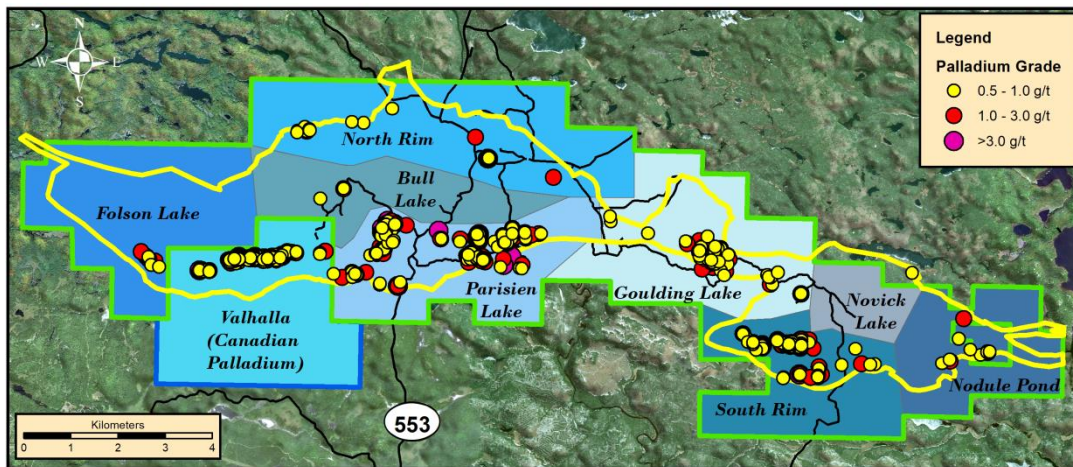 N
W E
S
Legend
Palladium Grade
0.5 - 1.0 g/t
1.0 - 3.0 g/t
>3.0 g/t
North Rim
Bull
Lake
Folson Lake
Valhalla
(Canadian
Palladium)
Parisien
Lake
Goulding Lake
Novick
Lake
South Rim
Nodule Pond
553
Kilometers
0 1 2 3 4